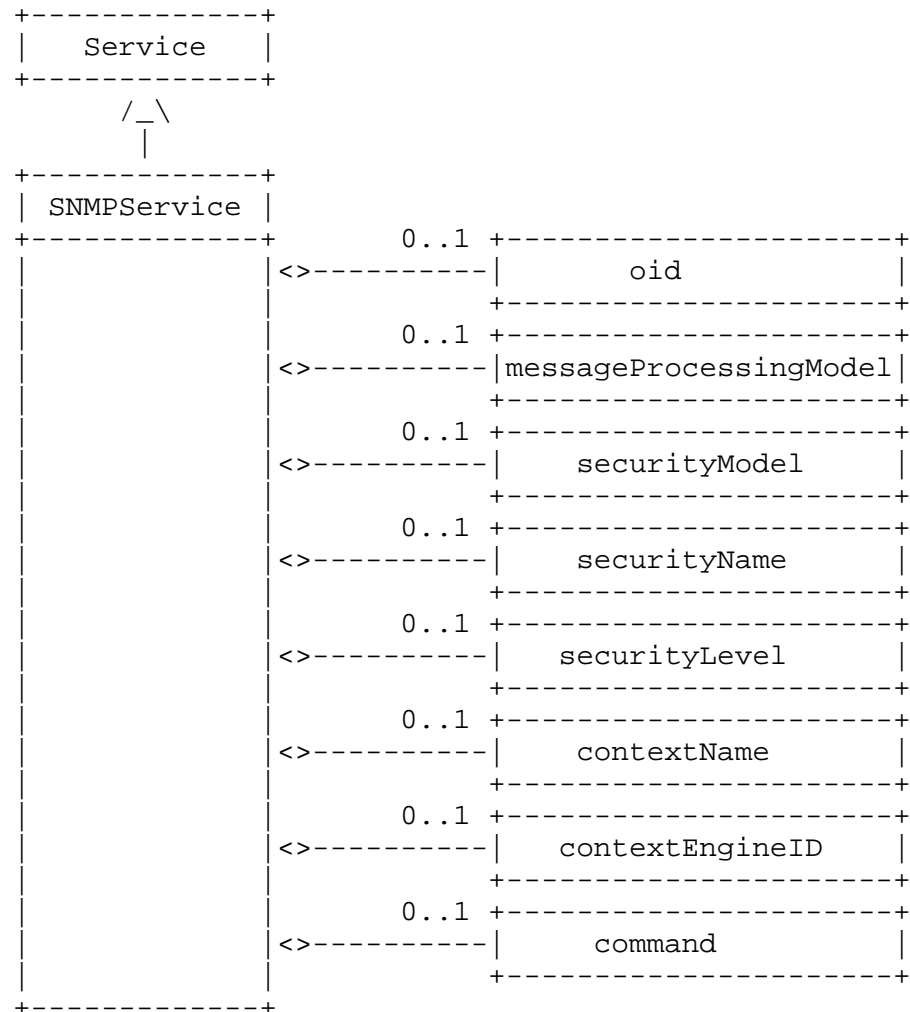 Service
SNMPService
0..1
oid
0..1
messageProcessingModel
0..1
securityModel
0..1
securityName
0..1
securityLevel
0..1
contextName
0..1
contextEngineID
0..1
command